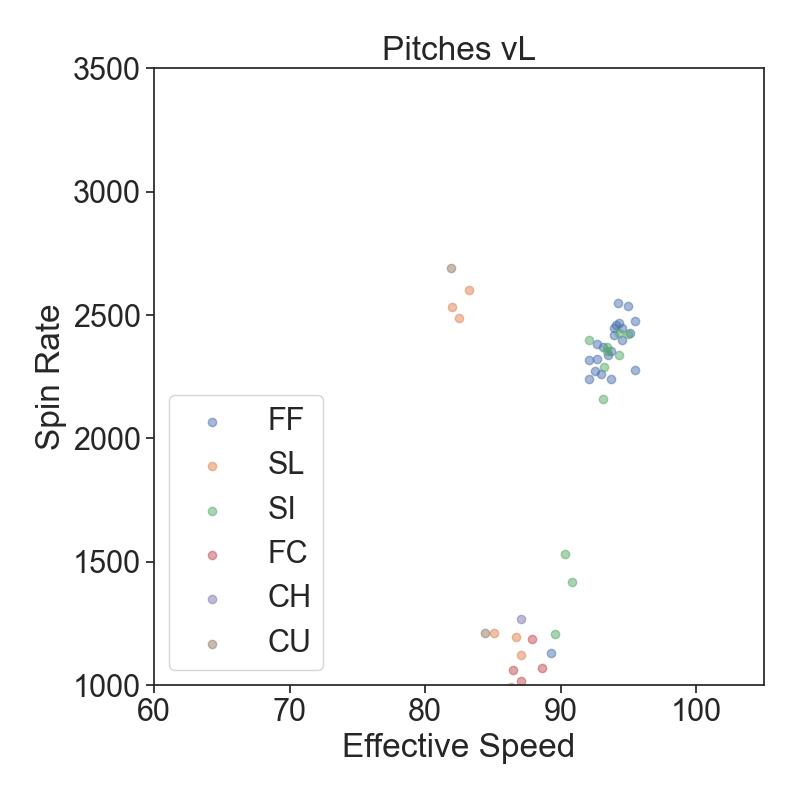 Pitches vL
3500
3000
2500
2000
1500
1000
Spin Rate
FF
SL
SI
FC
CH
CU
60 70 80 90 100
Effective Speed